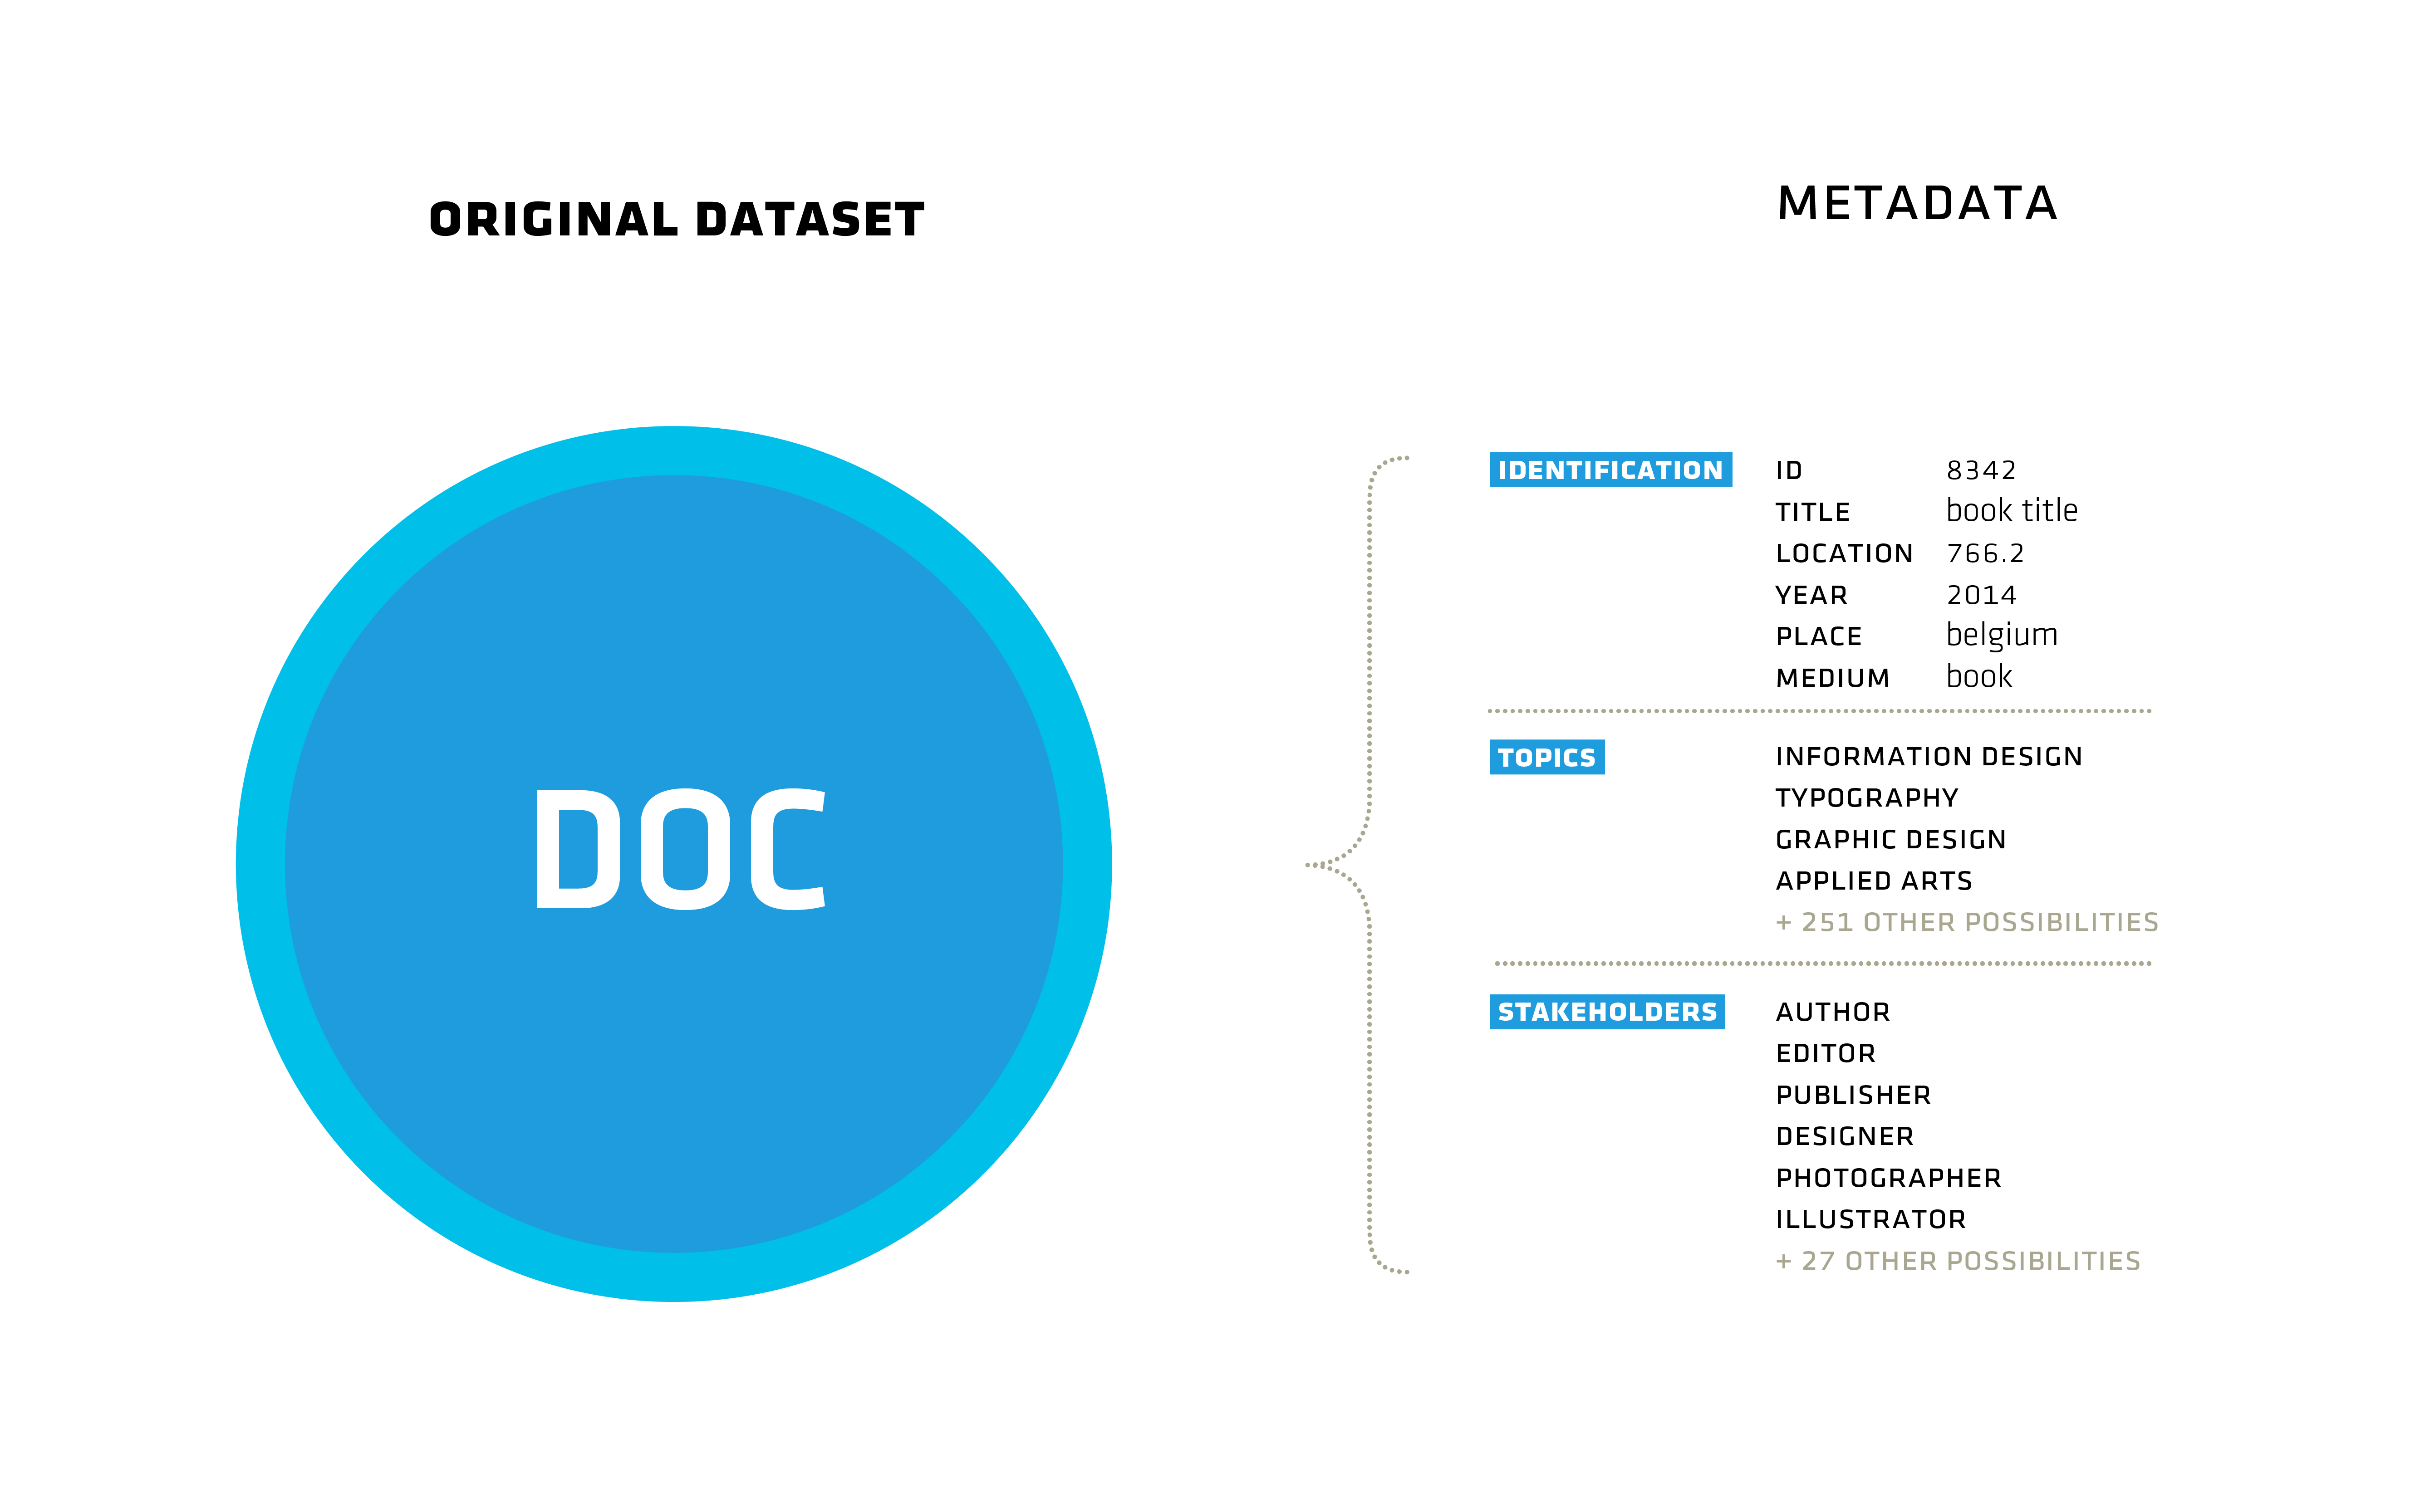 ORIGINAL DATASET
METADATA
DOC
IDENTIFICATION
ID 8342
TITLE book title
LOCATION 766.2
YEAR 2014
PLACE belgium
MEDIUM book
TOPICS
INFORMATION DESIGN
TYPOGRAPHY
GRAPHIC DESIGN
APPLIED ARTS
+ 251 OTHER POSSIBILITIES
STAKEHOLDERS
AUTHOR
EDITOR
PUBLISHER
DESIGNER
PHOTOGRAPHER
ILLUSTRATOR
+ 27 OTHER POSSIBILITIES